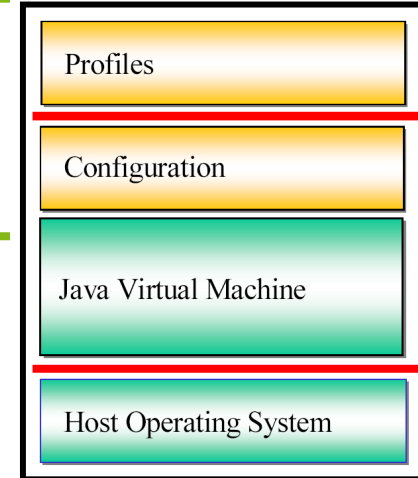 Profiles
Configuration
Java Virtual Machine
Host Operating System